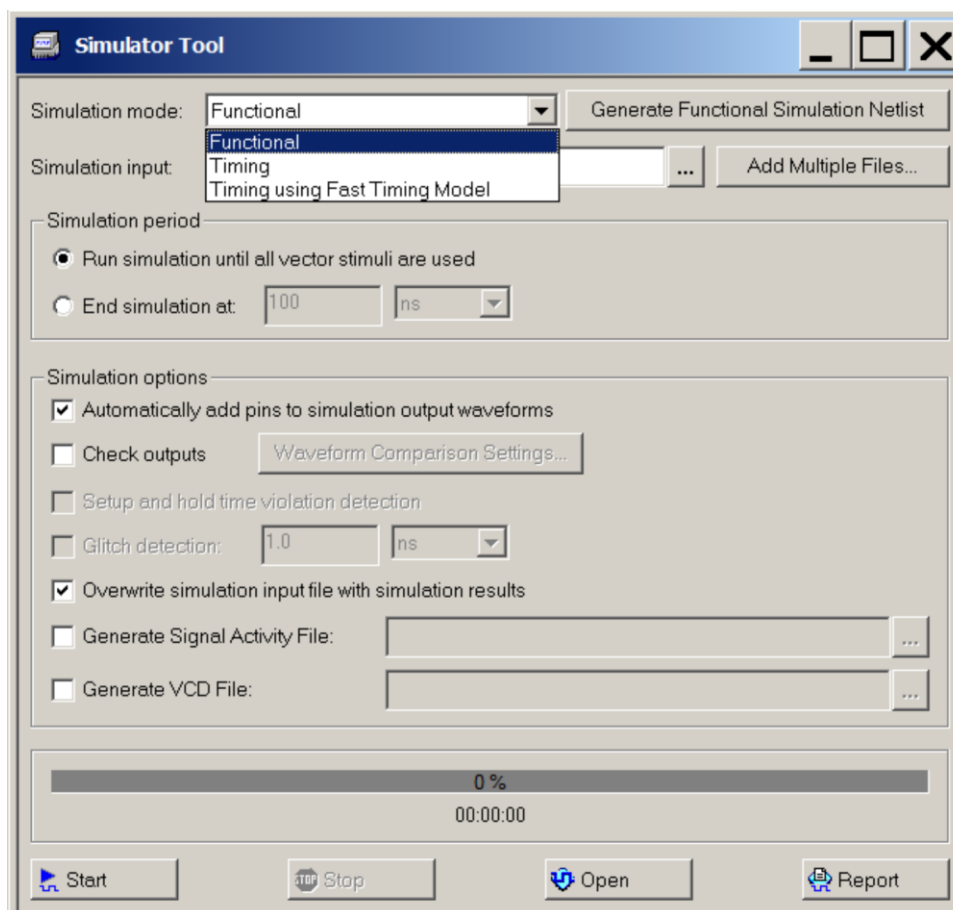 Simulator Tool
Simulation mode: Functional Generate Functional Simulation Netlist
Functional
Timing
Timing using Fast Timing Model
Simulation input: ... Add Multiple Files...
Simulation period
Run simulation until all vector stimuli are used
End simulation at: 100 ns
Simulation options
Automatically add pins to simulation output waveforms
Check outputs Waveform Comparison Settings...
Setup and hold time violation detection
Glitch detection: 1.0 ns
Overwrite simulation input file with simulation results
Generate Signal Activity File: ...
Generate VCD File: ...
0 %
00:00:00
Start STOP Stop Open Report